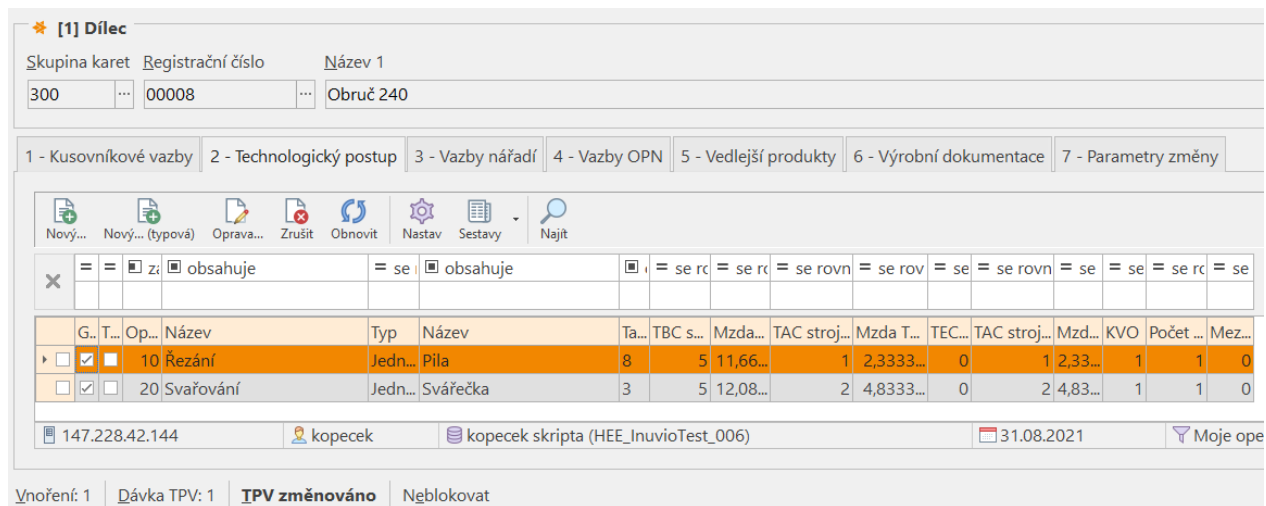 [1] Dílec
Skupina karet Registrační číslo Název 1
300 ... 00008 ... Obruč 240
1 - Kusovníkové vazby 2 - Technologický postup 3 - Vazby nářadí 4 - Vazby OPN 5 - Vedlejší produkty 6 - Výrobní dokumentace 7 - Parametry změny
Nový... Nový... (typová) Oprava... Zrušit Obnovit Nastav Sestavy Najít
= = za obsahuje = se obsahuje = se ro = se ro = se rovn = se rov = se = se rovn = se = se = se ro = se
G.. T... Op... Název Typ Název Ta... TBC s... Mzda... TAC stroj... Mzda T... TEC... TAC stroj... Mzd... KVO Počet ... Mez...
10 Řezání Jedn... Pila 8 5 11,66... 1 2,3333... 0 1 2,33... 1 1 0
20 Svařování Jedn... Svářečka 3 5 12,08... 2 4,8333... 0 2 4,83... 1 1 0
147.228.42.144 kopecek kopecek skripta (HEE_InuvioTest_006) 31.08.2021 Moje ope
Vnoření: 1 Dávka TPV: 1 TPV změnováno Neblokovat